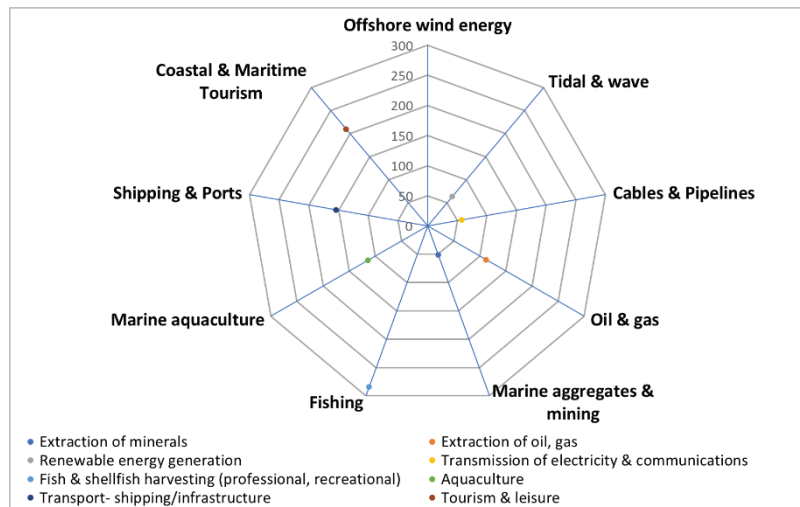 Offshore wind energy
300
Coastal & Maritime
Tourism
250
Tidal & wave
200
150
Shipping & Ports
100
Cables & Pipelines
50
0
Marine aquaculture
Oil & gas
Fishing
Marine aggregates &
mining
Extraction of minerals
Extraction of oil, gas
Renewable energy generation
Transmission of electricity & communications
Fish & shellfish harvesting (professional, recreational)
Aquaculture
Transport- shipping/infrastructure
Tourism & leisure